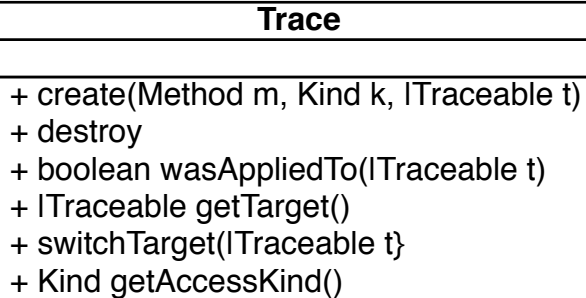 Trace
+ create(Method m, Kind k, ITraceable t)
+ destroy
+ boolean wasAppliedTo(ITraceable t)
+ ITraceable getTarget()
+ switchTarget(ITraceable t}
+ Kind getAccessKind()